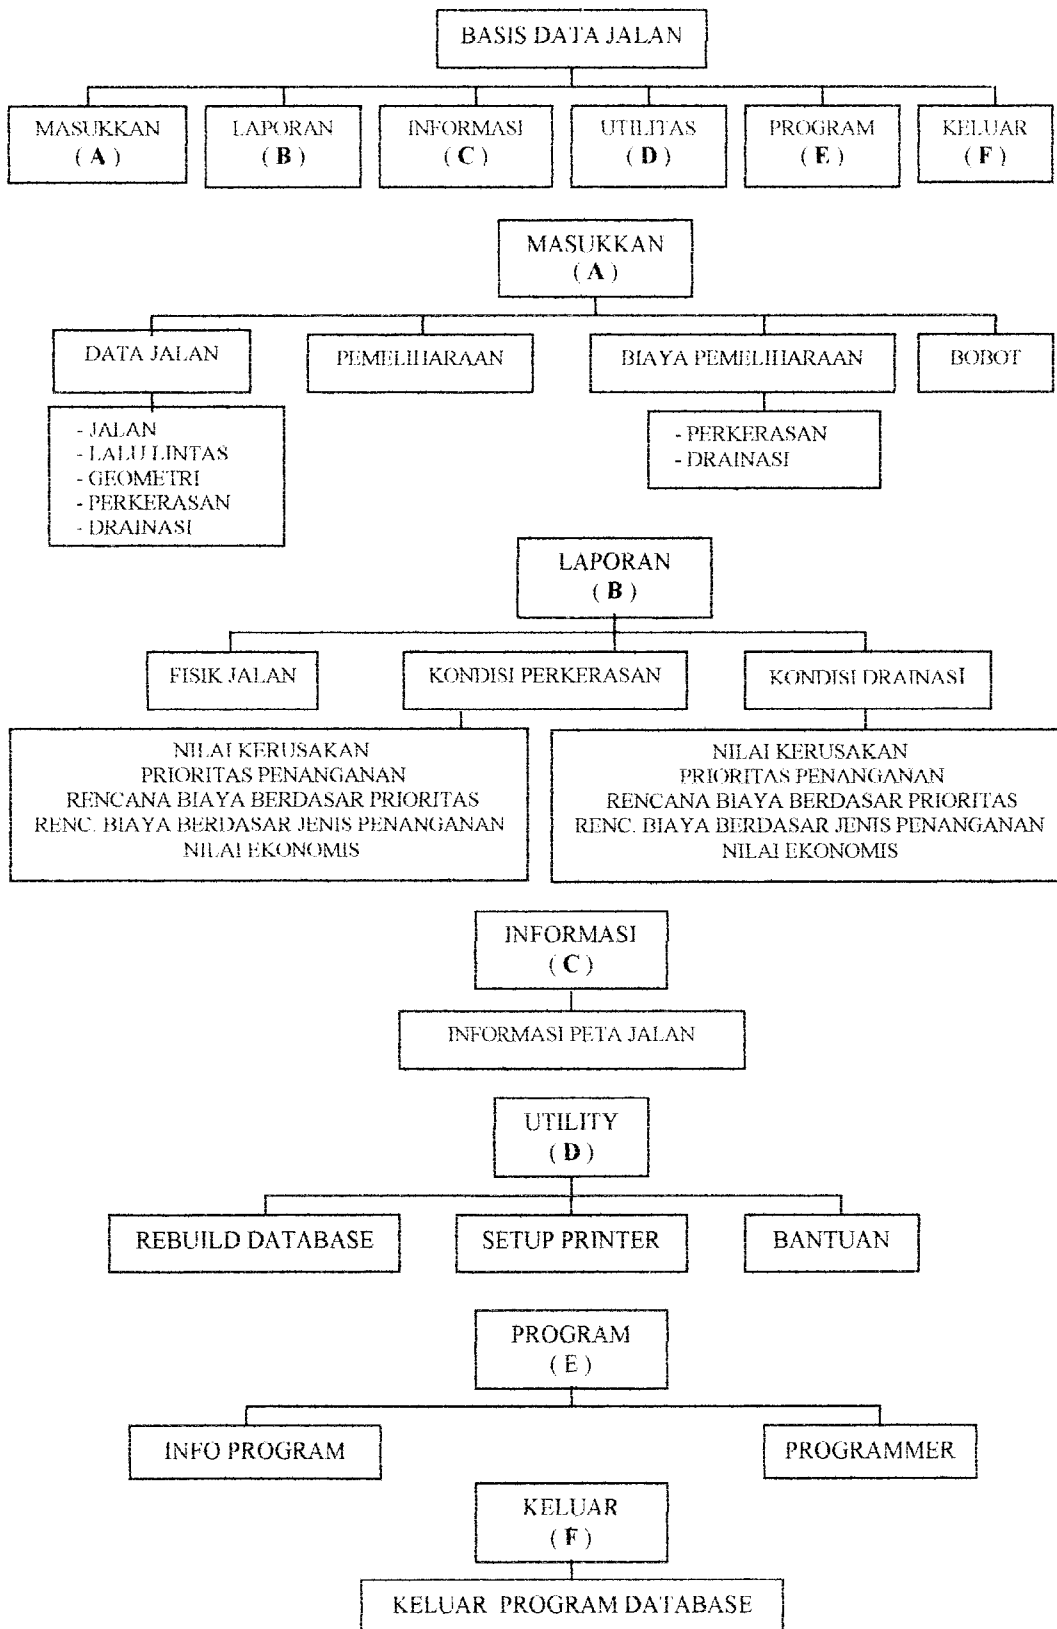 BASIS DATA JALAN
MASUKKAN
( A )
LAPORAN
( B )
INFORMASI
( C )
UTILITAS
( D )
PROGRAM
( E )
KELUAR
( F )
MASUKKAN
( A )
DATA JALAN
PEMELIHARAAN
BIAYA PEMELIHARAAN
BOBOT
- JALAN
- LALU LINTAS
- GEOMETRI
- PERKERASAN
- DRAINASI
- PERKERASAN
- DRAINASI
LAPORAN
( B )
FISIK JALAN
KONDISI PERKERASAN
KONDISI DRAINASI
NILAI KERUSAKAN
PRIORITAS PENANGANAN
RENCANA BIAYA BERDASAR PRIORITAS
RENC. BIAYA BERDASAR JENIS PENANGANAN
NILAI EKONOMIS
NILAI KERUSAKAN
PRIORITAS PENANGANAN
RENCANA BIAYA BERDASAR PRIORITAS
RENC. BIAYA BERDASAR JENIS PENANGANAN
NILAI EKONOMIS
INFORMASI
( C )
INFORMASI PETA JALAN
UTILITY
( D )
REBUILD DATABASE
SETUP PRINTER
BANTUAN
PROGRAM
( E )
INFO PROGRAM
PROGRAMMER
KELUAR
( F )
KELUAR PROGRAM DATABASE